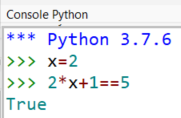 Console Python
*** Python 3.7.6
>>> x=2
>>> 2*x+1==5
True